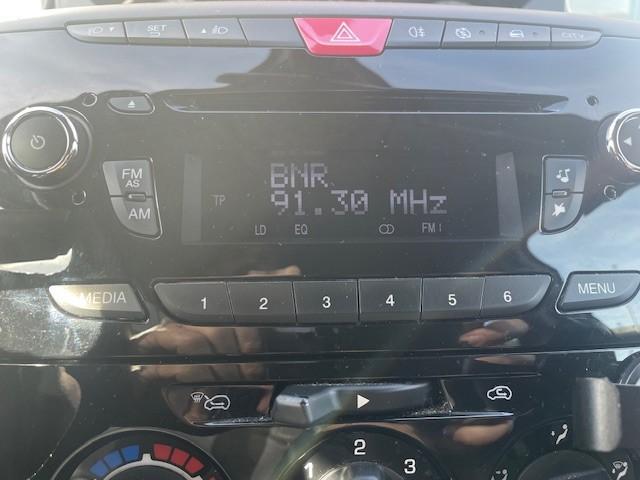 SET
BNR
91.30 MHz
TP
LD EQ FM I
FM
AS
AM
MEDIA
1 2 3 4 5 6
MENU
1 2 3